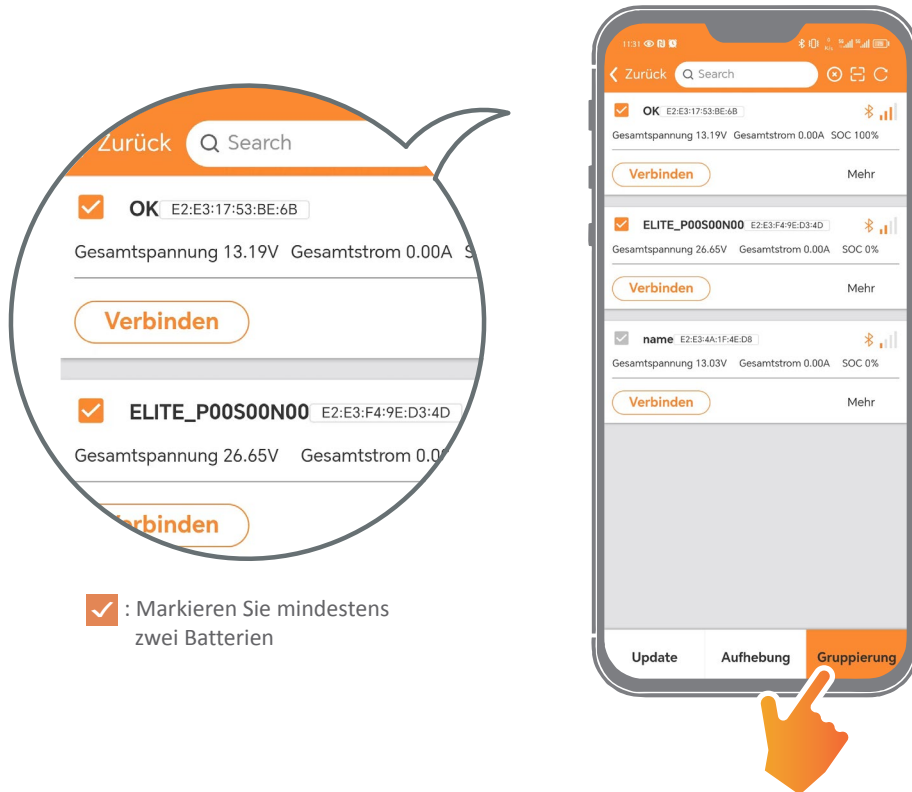 Zurück Search
OK E2:E3:17:53:BE:6B
Gesamtspannung 13.19V Gesamtstrom 0.00A S
Verbinden
ELITE_P00S00N00 E2:E3:F4:9E:D3:4D
Gesamtspannung 26.65V Gesamtstrom 0.0
Verbinden
: Markieren Sie mindestens
zwei Batterien
11:31
Zurück Search
OK E2:E3:17:53:BE:6B
Gesamtspannung 13.19V Gesamtstrom 0.00A SOC 100%
Verbinden Mehr
ELITE_P00S00N00 E2:E3:F4:9E:D3:4D
Gesamtspannung 26.65V Gesamtstrom 0.00A SOC 0%
Verbinden Mehr
name E2:E3:4A:1F:4E:D8
Gesamtspannung 13.03V Gesamtstrom 0.00A SOC 0%
Verbinden Mehr
Update Aufhebung Gruppierung